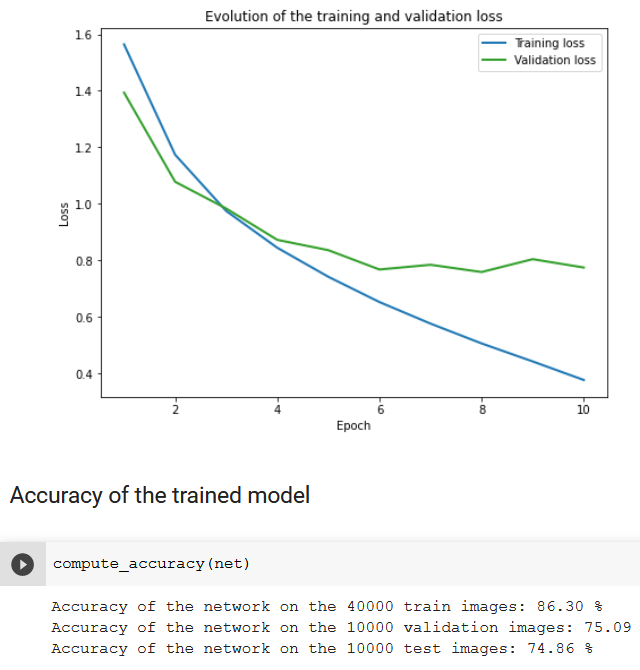 Evolution of the training and validation loss
Training loss
Validation loss
1.6
1.4
1.2
1.0
0.8
0.6
0.4
Loss
2 4 6 8 10
Epoch
Accuracy of the trained model
compute_accuracy(net)
Accuracy of the network on the 40000 train images: 86.30 %
Accuracy of the network on the 10000 validation images: 75.09
Accuracy of the network on the 10000 test images: 74.86 %